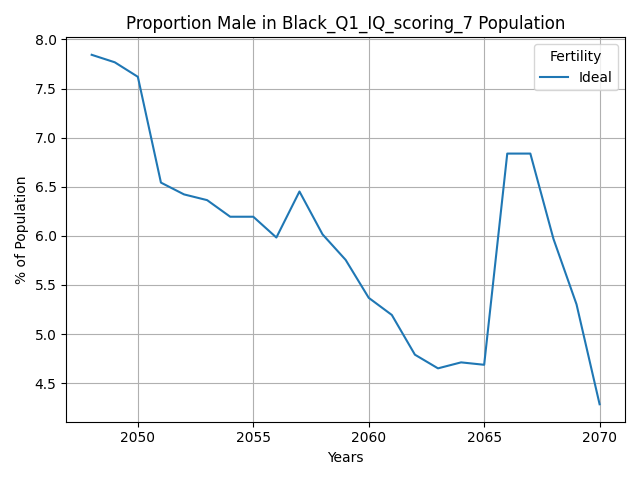 Proportion Male in Black_Q1_IQ_scoring_7 Population
8.0
7.5
7.0
6.5
6.0
5.5
5.0
4.5
% of Population
Fertility
Ideal
2050 2055 2060 2065 2070
Years